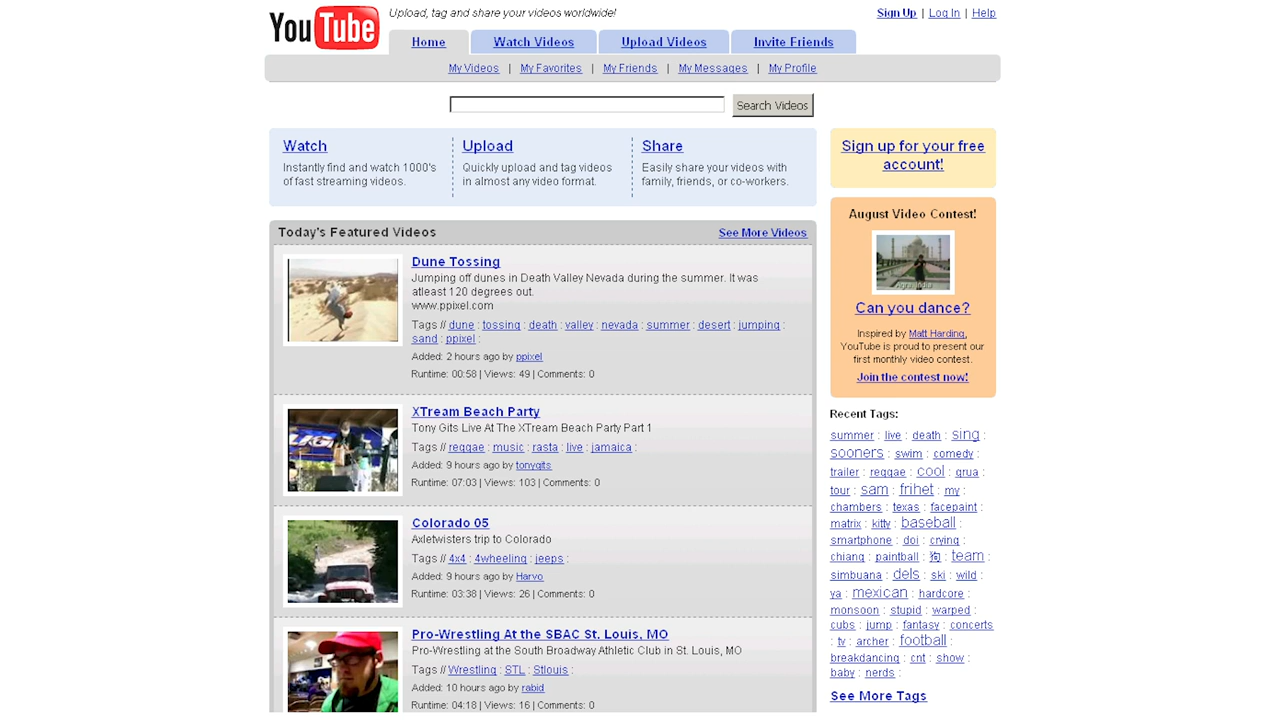 YouTube
Upload, tag and share your videos worldwide!
Sign Up | Log In | Help
Home
Watch Videos
Upload Videos
Invite Friends
My Videos | My Favorites | My Friends | My Messages | My Profile
Search Videos
Watch
Instantly find and watch 1000's
of fast streaming videos.
Upload
Quickly upload and tag videos
in almost any video format.
Share
Easily share your videos with
family, friends, or co-workers.
Today's Featured Videos
See More Videos
Dune Tossing
Jumping off dunes in Death Valley Nevada during the summer. It was
atleast 120 degrees out.
www.ppixel.com
Tags // dune : tossing : death : valley : nevada : summer : desert : jumping :
sand : ppixel :
Added: 2 hours ago by ppixel
Runtime: 00:58 | Views: 49 | Comments: 0
XTream Beach Party
Tony Gits Live At The XTream Beach Party Part 1
Tags // reggae : music : rasta : live : jamaica :
Added: 9 hours ago by tonygits
Runtime: 07:03 | Views: 103 | Comments: 0
Colorado 05
Axletwisters trip to Colorado
Tags // 4x4 : 4wheeling : jeeps :
Added: 9 hours ago by Harvo
Runtime: 03:38 | Views: 26 | Comments: 0
Pro-Wrestling At the SBAC St. Louis, MO
Pro-Wrestling at the South Broadway Athletic Club in St. Louis, MO
Tags // Wrestling : STL : Stlouis :
Added: 10 hours ago by rabid
Runtime: 04:18 | Views: 16 | Comments: 0
Sign up for your free
account!
August Video Contest!
Agra, India
Can you dance?
Inspired by Matt Harding,
YouTube is proud to present our
first monthly video contest.
Join the contest now!
Recent Tags:
summer : live : death : sing :
sooners : swim : comedy :
trailer : reggae : cool : grua :
tour : sam : frihet : my :
chambers : texas : facepaint :
matrix : kitty : baseball :
smartphone : doi : crying :
chiang : paintball : 狗 : team :
simbuana : dels : ski : wild :
ya : mexican : hardcore :
monsoon : stupid : warped :
cubs : jump : fantasy : concerts
: tv : archer : football :
breakdancing : cnt : show :
baby : nerds :
See More Tags